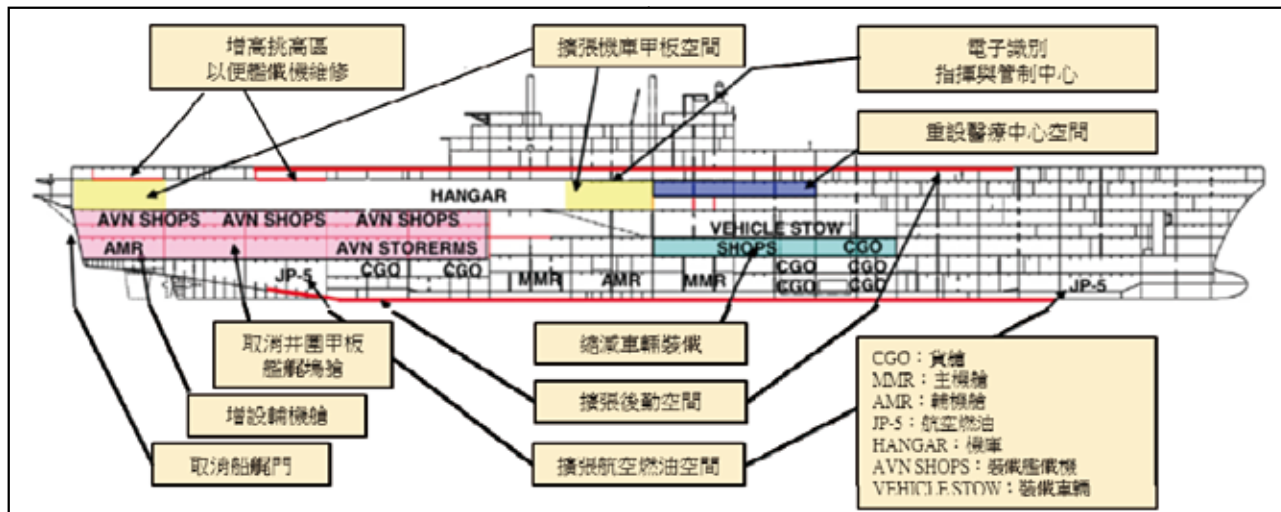 增高挑高區
以便艦儎機維修
擴張機庫甲板空間
電子識別
指揮與管制中心
重設醫療中心空間
HANGAR
AVN SHOPS
AVN SHOPS
AVN SHOPS
VEHICLE STOW
AMR
AVN STORERMS
SHOPS
CGO
JP-5
CGO
CGO
MMR
AMR
MMR
CGO
CGO
CGO
CGO
JP-5
取消井圍甲板
艦艉塢艙
縮減車輛裝儎
增設輔機艙
擴張後勤空間
取消船艉門
擴張航空燃油空間
CGO：貨艙
MMR：主機艙
AMR：輔機艙
JP-5：航空燃油
HANGAR：機庫
AVN SHOPS：裝儎艦儎機
VEHICLE STOW：裝儎車輛